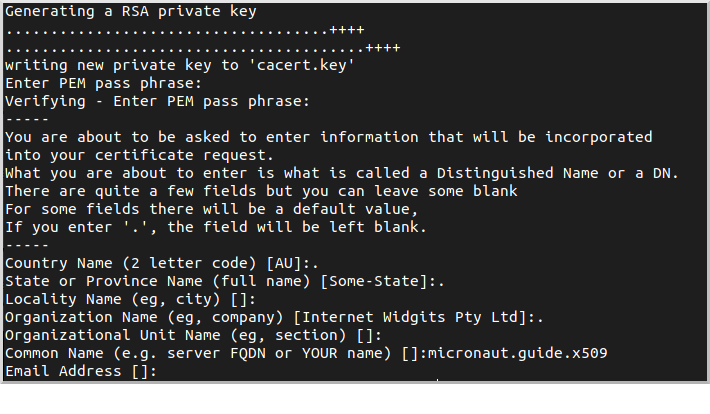 Generating a RSA private key
....................................++++
........................................++++
writing new private key to 'cacert.key'
Enter PEM pass phrase:
Verifying - Enter PEM pass phrase:
-----
You are about to be asked to enter information that will be incorporated
into your certificate request.
What you are about to enter is what is called a Distinguished Name or a DN.
There are quite a few fields but you can leave some blank
For some fields there will be a default value,
If you enter '.', the field will be left blank.
-----
Country Name (2 letter code) [AU]:.
State or Province Name (full name) [Some-State]:.
Locality Name (eg, city) []:
Organization Name (eg, company) [Internet Widgits Pty Ltd]:.
Organizational Unit Name (eg, section) []:
Common Name (e.g. server FQDN or YOUR name) []:micronaut.guide.x509
Email Address []: